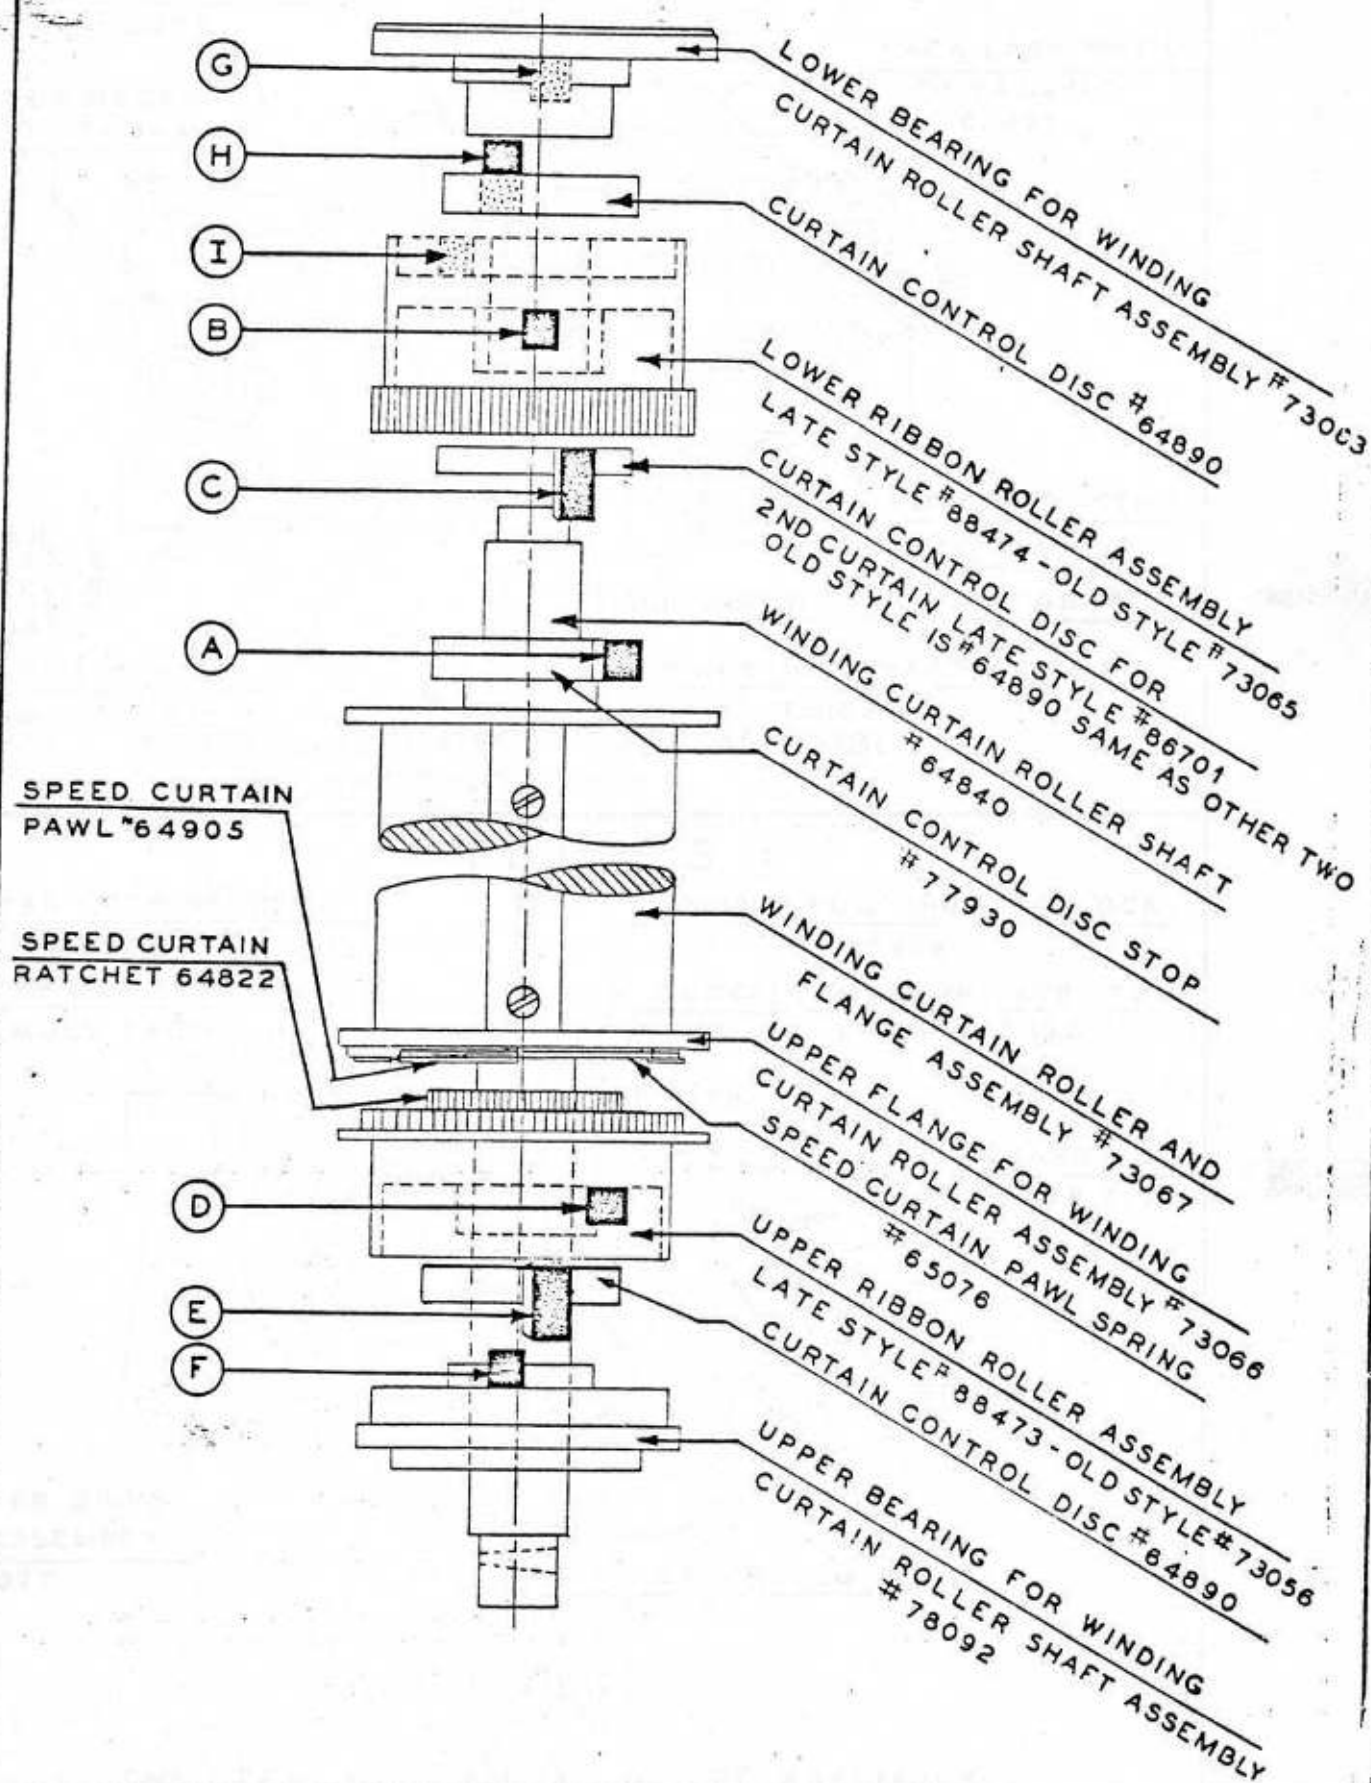 G
H
I
B
C
A
D
E
F
SPEED CURTAIN
PAWL #64905
SPEED CURTAIN
RATCHET 64822
LOWER BEARING FOR WINDING
CURTAIN ROLLER SHAFT ASSEMBLY # 73003
CURTAIN CONTROL DISC #64890
LOWER RIBBON ROLLER ASSEMBLY
LATE STYLE #88474 - OLD STYLE #73065
CURTAIN CONTROL DISC FOR
2ND CURTAIN LATE STYLE #86701
OLD STYLE IS #64890 SAME AS OTHER TWO
WINDING CURTAIN ROLLER SHAFT
#64840
CURTAIN CONTROL DISC STOP
#77930
WINDING CURTAIN ROLLER AND
FLANGE ASSEMBLY #73067
UPPER FLANGE FOR WINDING
CURTAIN ROLLER ASSEMBLY #73066
SPEED CURTAIN PAWL SPRING
#65076
UPPER RIBBON ROLLER ASSEMBLY
LATE STYLE #88473 - OLD STYLE #73056
CURTAIN CONTROL DISC #64890
UPPER BEARING FOR WINDING
CURTAIN ROLLER SHAFT ASSEMBLY
#78092